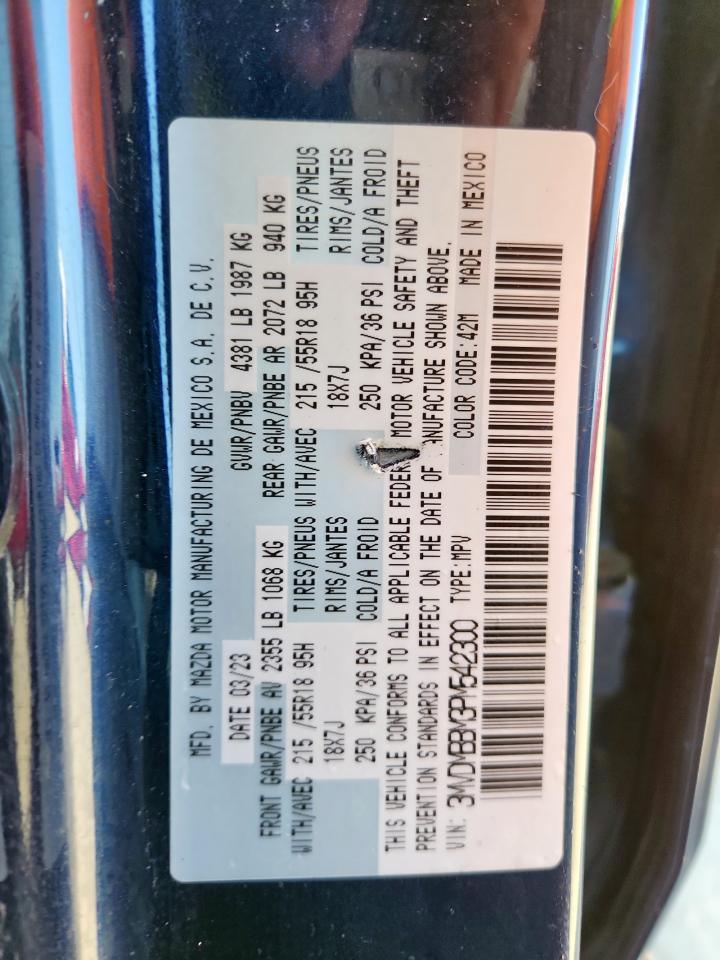 MFD. BY MAZDA MOTOR MANUFACTURING DE MEXICO S.A. DE C.V.
DATE 03/23 GVWR/PNBV 4381 LB 1987 KG
FRONT GAWR/PNBE AV 2355 LB 1068 KG REAR GAWR/PNBE AR 2072 LB 940 KG
WITH/AVEC 215 /55R18 95H TIRES/PNEUS WITH/AVEC 215 /55R18 95H TIRES/PNEUS
18X7J RIMS/JANTES 18X7J RIMS/JANTES
250 KPA/36 PSI COLD/A FROID 250 KPA/36 PSI COLD/A FROID
THIS VEHICLE CONFORMS TO ALL APPLICABLE FEDER MOTOR VEHICLE SAFETY AND THEFT
PREVENTION STANDARDS IN EFFECT ON THE DATE OF ANUFACTURE SHOWN ABOVE.
VIN: 3MVDMBBM3PM542300 TYPE:MPV COLOR CODE:42M MADE IN MEXICO